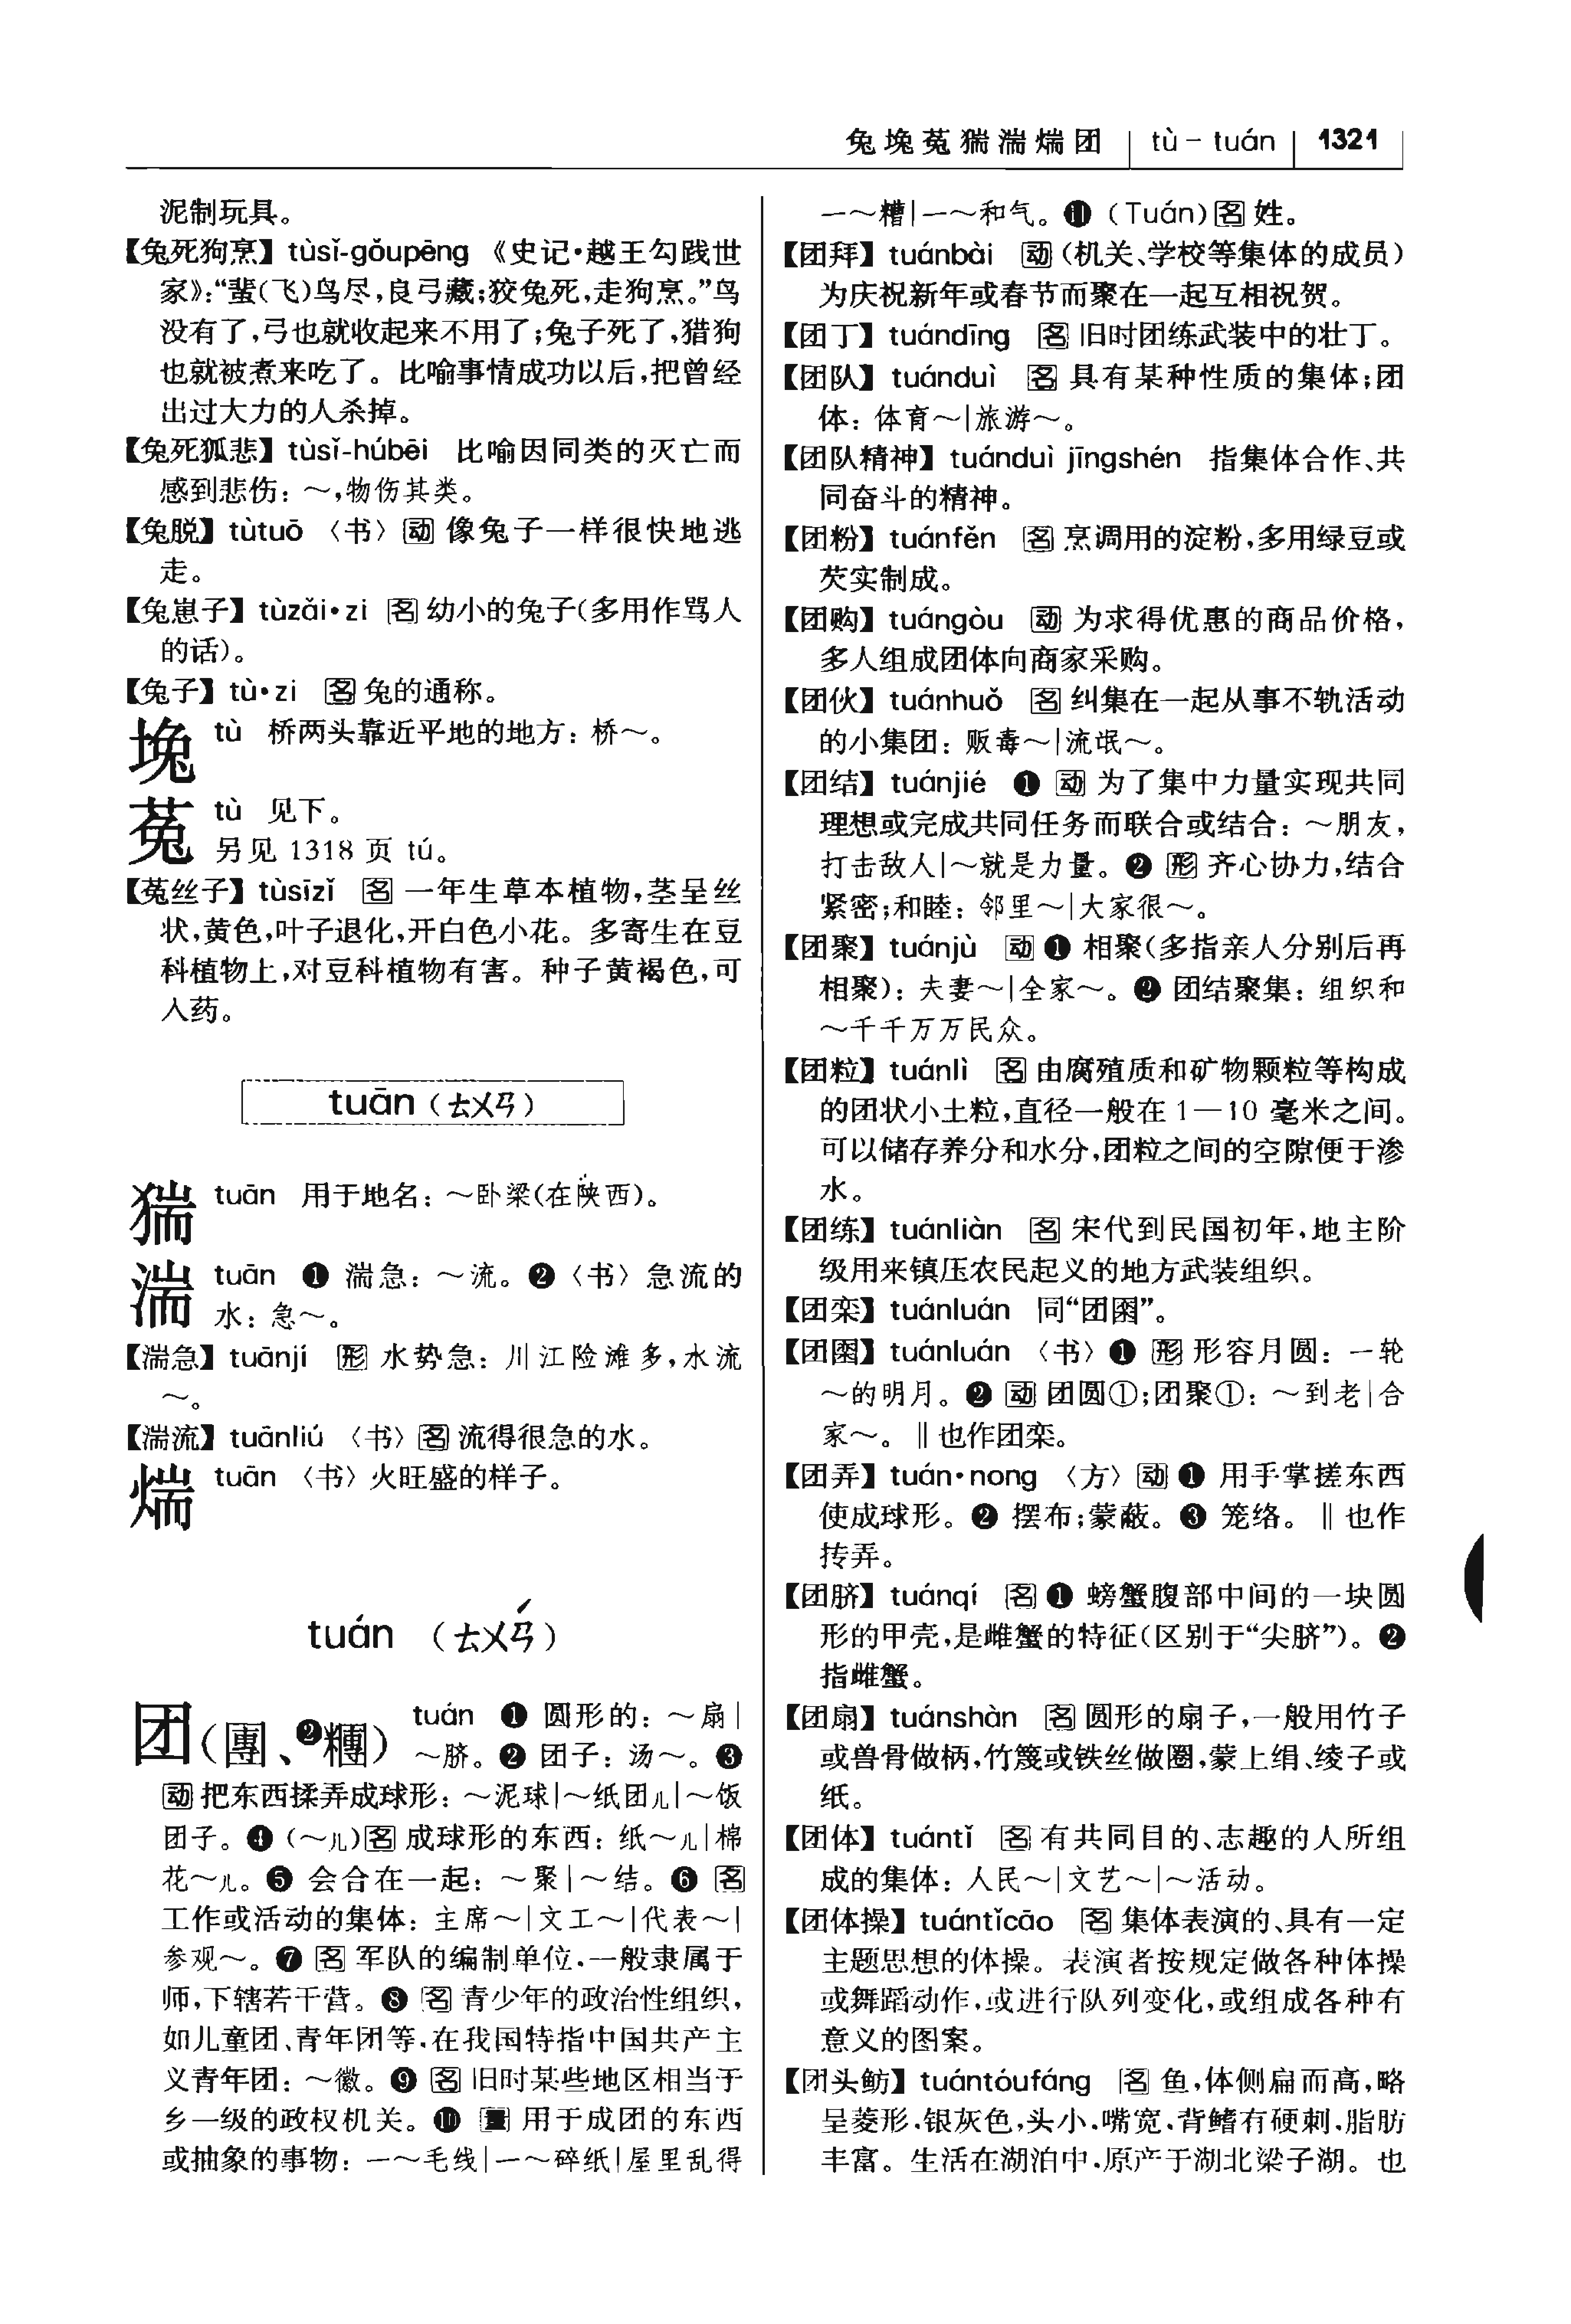 兔堍菟猯湍煓团 tù－tuán 1321
泥制玩具。
【兔死狗烹】tùsǐ-gǒupēng 《史记·越王勾践世
家》：“蜚（飞）鸟尽，良弓藏；狡兔死，走狗烹。”鸟
没有了，弓也就收起来不用了；兔子死了，猎狗
也就被煮来吃了。比喻事情成功以后，把曾经
出过大力的人杀掉。
【兔死狐悲】tùsǐ-húbēi 比喻因同类的灭亡而
感到悲伤：～，物伤其类。
【兔脱】tùtuō 〈书〉动 像兔子一样很快地逃
走。
【兔崽子】tùzǎi·zi 名 幼小的兔子（多用作骂人
的话）。
【兔子】tù·zi 名 兔的通称。
堍 tù 桥两头靠近平地的地方：桥～。
菟 tù 见下。
另见 1318 页 tú。
【菟丝子】tùsīzǐ 名 一年生草本植物，茎呈丝
状，黄色，叶子退化，开白色小花。多寄生在豆
科植物上，对豆科植物有害。种子黄褐色，可
入药。
tuān（ㄊㄨㄢ）
猯 tuān 用于地名：～卧梁（在陕西）。
湍 tuān ❶ 湍急：～流。❷〈书〉急流的
水：急～。
【湍急】tuānjí 形 水势急：川江险滩多，水流
～。
【湍流】tuānliú 〈书〉名 流得很急的水。
煓 tuān 〈书〉火旺盛的样子。
tuán （ㄊㄨㄢˊ）
团（團、❷糰） tuán ❶ 圆形的：～扇｜
～脐。❷ 团子：汤～。❸
动 把东西揉弄成球形：～泥球｜～纸团儿｜～饭
团子。❹（～儿）名 成球形的东西：纸～儿｜棉
花～儿。❺ 会合在一起：～聚｜～结。❻ 名
工作或活动的集体：主席～｜文工～｜代表～｜
参观～。❼ 名 军队的编制单位，一般隶属于
师，下辖若干营。❽ 名 青少年的政治性组织，
如儿童团、青年团等，在我国特指中国共产主
义青年团：～徽。❾ 名 旧时某些地区相当于
乡一级的政权机关。❿ 量 用于成团的东西
或抽象的事物：一～毛线｜一～碎纸｜屋里乱得
一～糟｜一～和气。⓫（Tuán）名 姓。
【团拜】tuánbài 动（机关、学校等集体的成员）
为庆祝新年或春节而聚在一起互相祝贺。
【团丁】tuándīng 名 旧时团练武装中的壮丁。
【团队】tuánduì 名 具有某种性质的集体；团
体：体育～｜旅游～。
【团队精神】tuánduì jīngshén 指集体合作、共
同奋斗的精神。
【团粉】tuánfěn 名 烹调用的淀粉，多用绿豆或
芡实制成。
【团购】tuángòu 动 为求得优惠的商品价格，
多人组成团体向商家采购。
【团伙】tuánhuǒ 名 纠集在一起从事不轨活动
的小集团：贩毒～｜流氓～。
【团结】tuánjié ❶ 动 为了集中力量实现共同
理想或完成共同任务而联合或结合：～朋友，
打击敌人｜～就是力量。❷ 形 齐心协力，结合
紧密；和睦：邻里～｜大家很～。
【团聚】tuánjù 动 ❶ 相聚（多指亲人分别后再
相聚）：夫妻～｜全家～。❷ 团结聚集：组织和
～千千万万民众。
【团粒】tuánlì 名 由腐殖质和矿物颗粒等构成
的团状小土粒，直径一般在 1—10 毫米之间。
可以储存养分和水分，团粒之间的空隙便于渗
水。
【团练】tuánliàn 名 宋代到民国初年，地主阶
级用来镇压农民起义的地方武装组织。
【团栾】tuánluán 同“团圞”。
【团圞】tuánluán 〈书〉❶ 形 形容月圆：一轮
～的明月。❷ 动 团圆①；团聚①：～到老｜合
家～。‖也作团栾。
【团弄】tuán·nong 〈方〉动 ❶ 用手掌搓东西
使成球形。❷ 摆布；蒙蔽。❸ 笼络。‖也作
抟弄。
【团脐】tuánqí 名 ❶ 螃蟹腹部中间的一块圆
形的甲壳，是雌蟹的特征（区别于“尖脐”）。❷
指雌蟹。
【团扇】tuánshàn 名 圆形的扇子，一般用竹子
或兽骨做柄，竹篾或铁丝做圈，蒙上绢、绫子或
纸。
【团体】tuántǐ 名 有共同目的、志趣的人所组
成的集体：人民～｜文艺～｜～活动。
【团体操】tuántǐcāo 名 集体表演的、具有一定
主题思想的体操。表演者按规定做各种体操
或舞蹈动作，或进行队列变化，或组成各种有
意义的图案。
【团头鲂】tuántóufáng 名 鱼，体侧扁而高，略
呈菱形，银灰色，头小，嘴宽，背鳍有硬刺，脂肪
丰富。生活在湖泊中，原产于湖北梁子湖。也